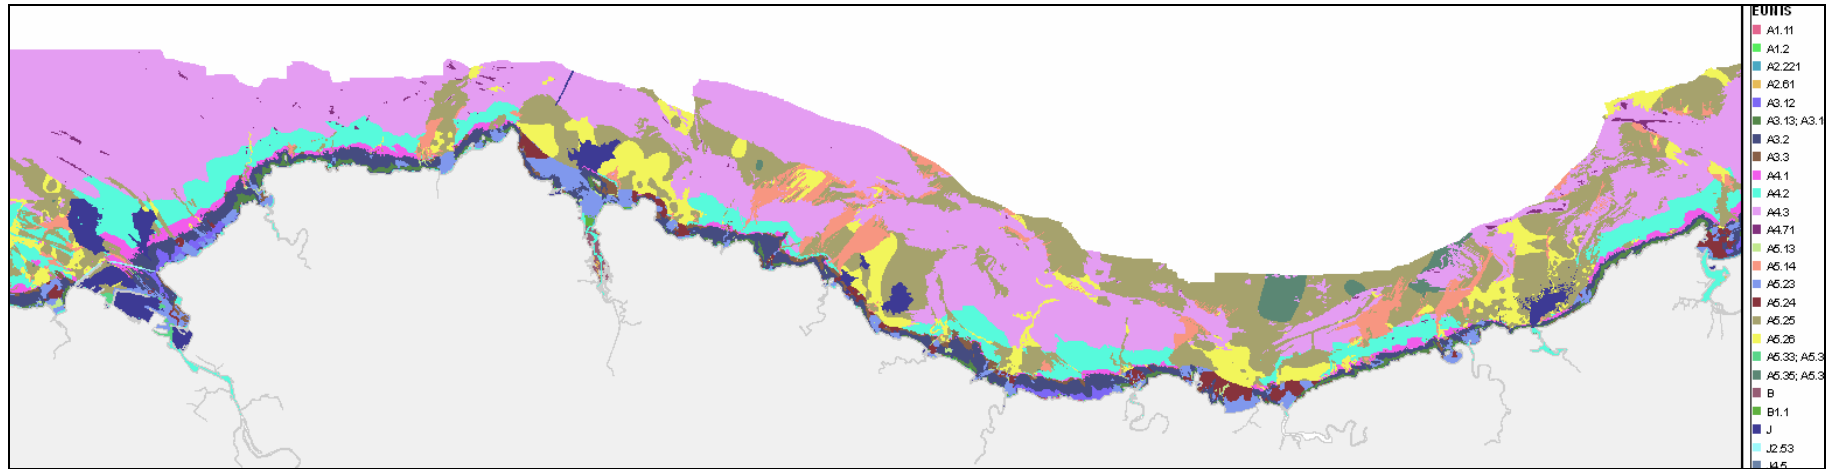 EUNIS
A1.11
A1.2
A2.221
A2.61
A3.12
A3.13; A3.1
A3.2
A3.3
A4.1
A4.2
A4.3
A4.71
A5.13
A5.14
A5.23
A5.24
A5.25
A5.26
A5.33; A5.3
A5.35; A5.3
B
B1.1
J
J2.53
J4.5